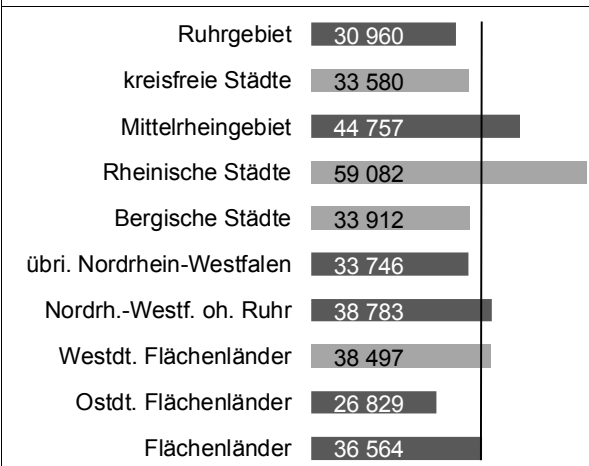 Ruhrgebiet 30 960
kreisfreie Städte 33 580
Mittelrheingebiet 44 757
Rheinische Städte 59 082
Bergische Städte 33 912
übri. Nordrhein-Westfalen 33 746
Nordrh.-Westf. oh. Ruhr 38 783
Westdt. Flächenländer 38 497
Ostdt. Flächenländer 26 829
Flächenländer 36 564